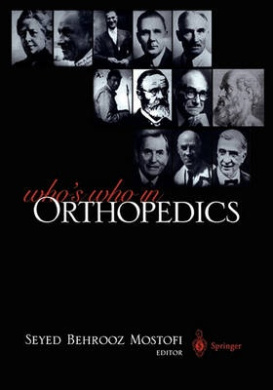 who's who in
ORTHOPEDICS
SEYED BEHROOZ MOSTOFI
EDITOR
Springer